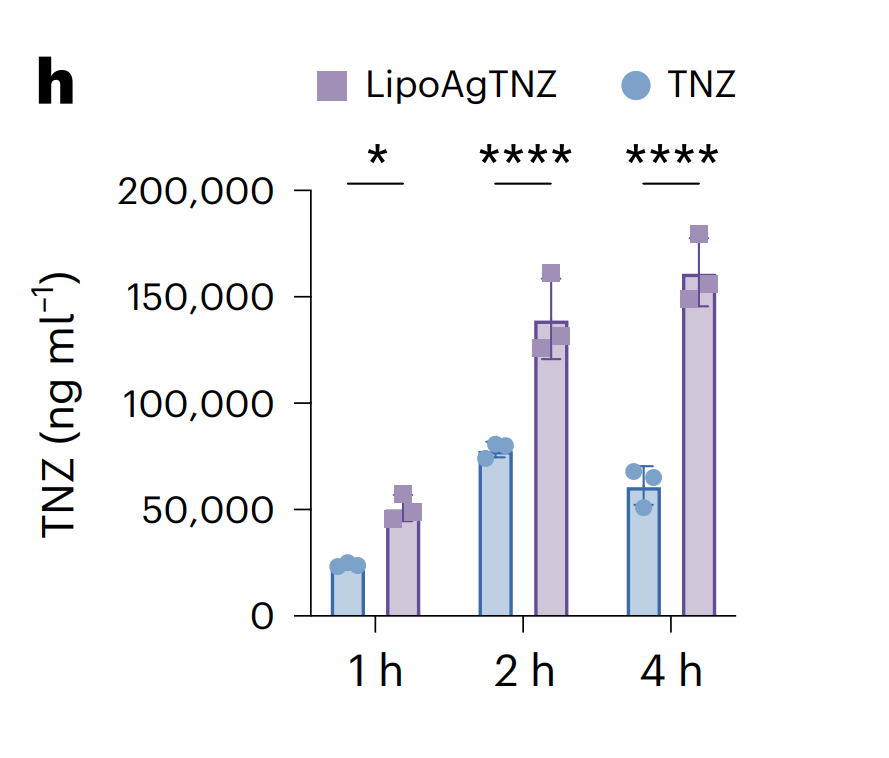 h
LipoAgTNZ TNZ
* **** ****
200,000
150,000
100,000
50,000
0
TNZ (ng ml⁻¹)
1 h 2 h 4 h